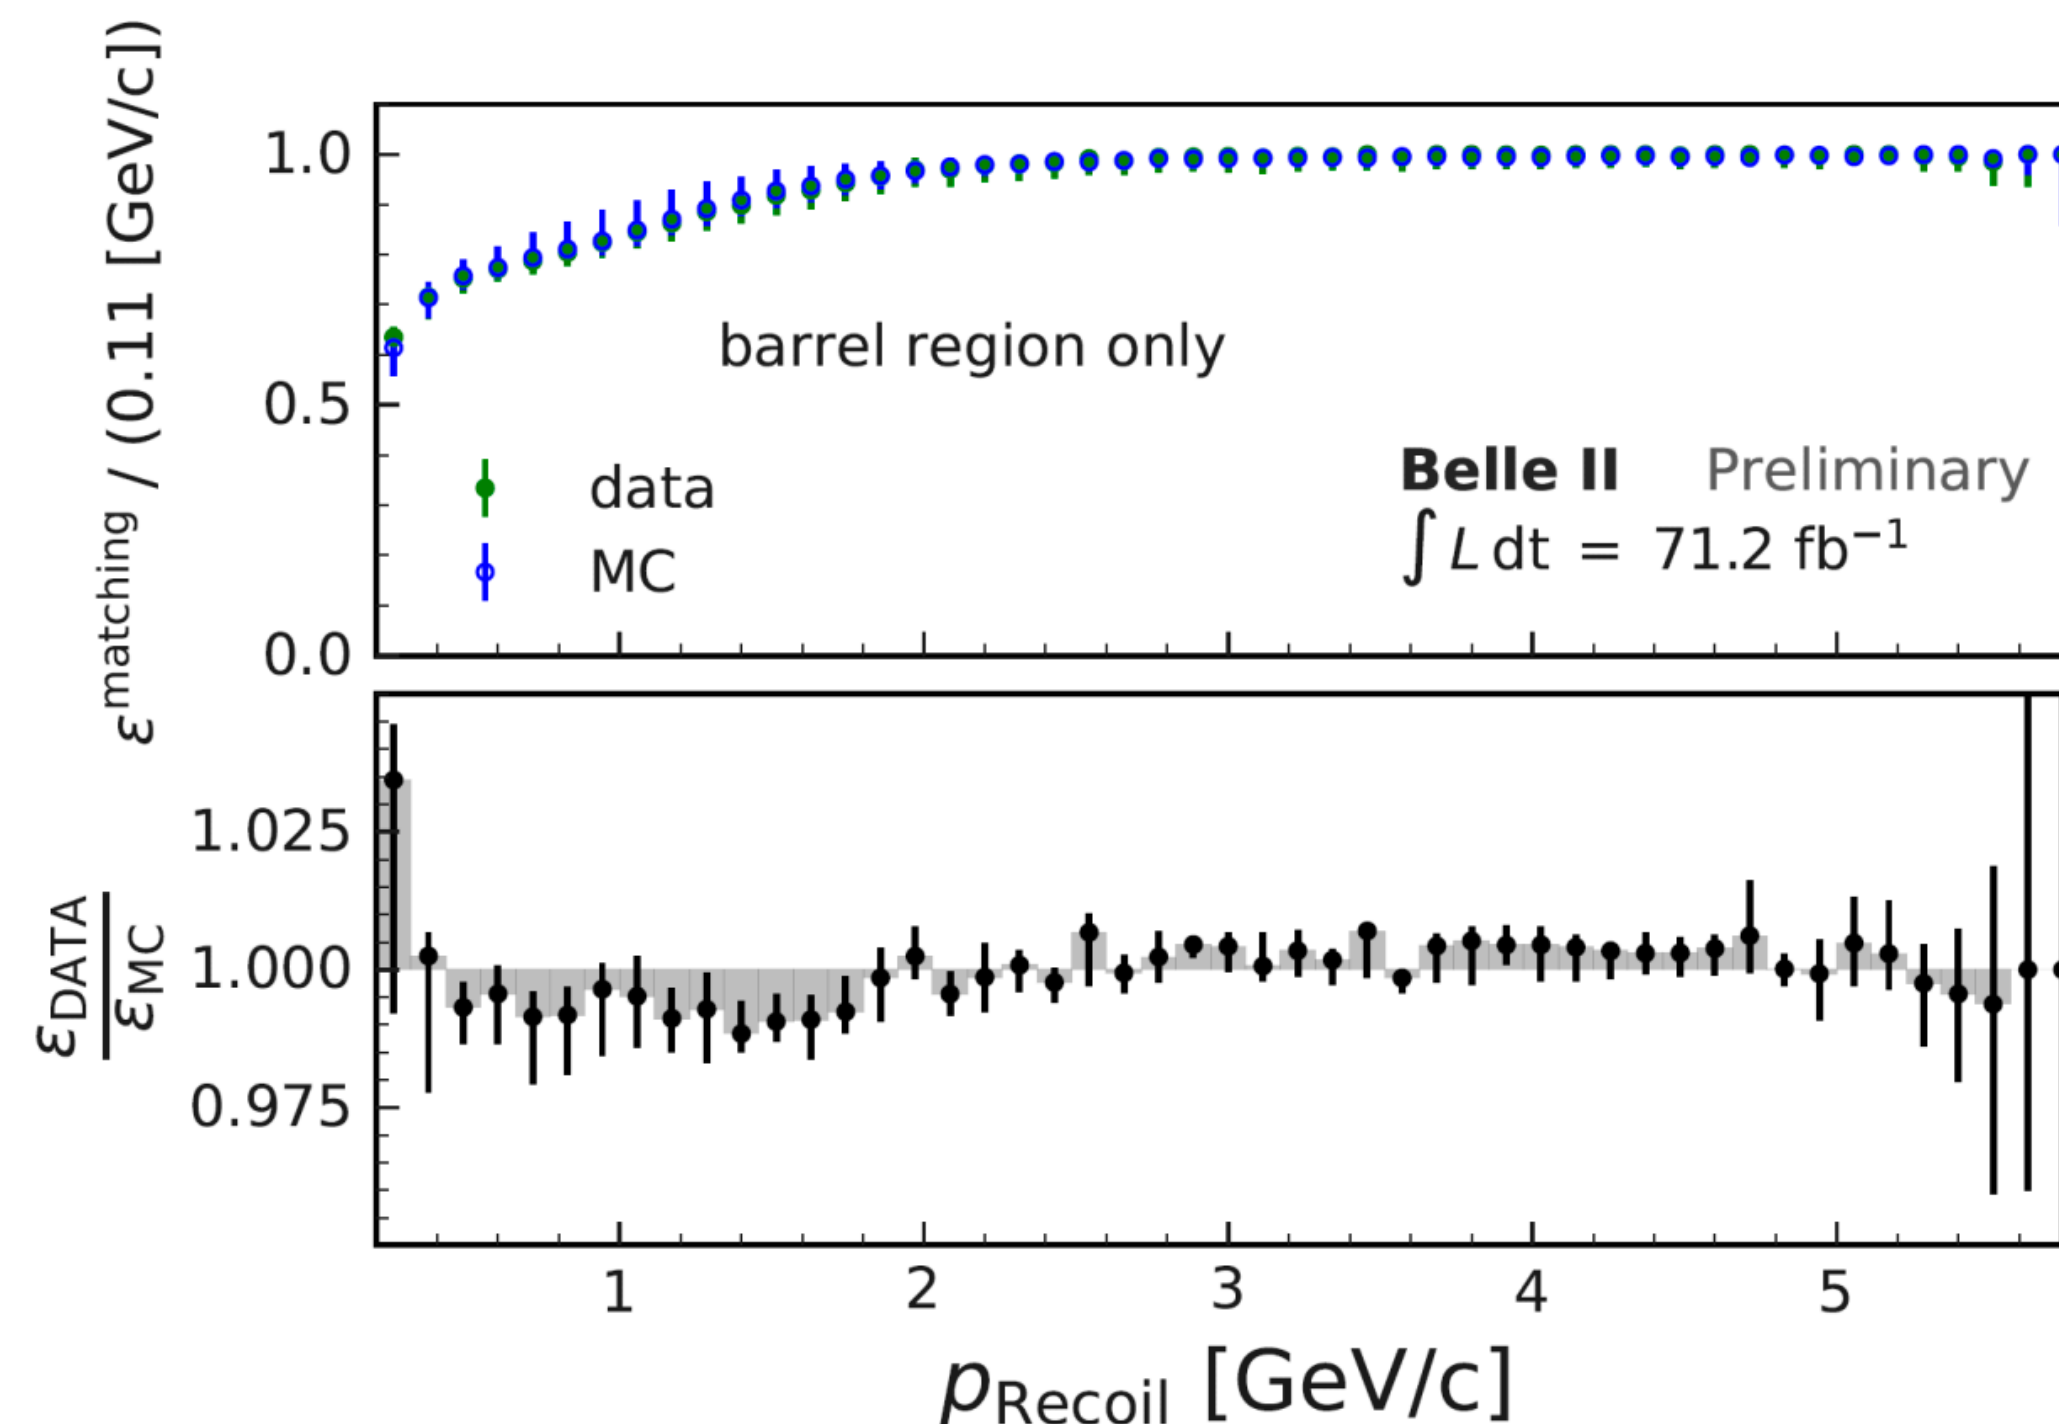 ε^matching / (0.11 [GeV/c])
1.0
0.5
0.0
barrel region only
data
MC
Belle II Preliminary
∫ L dt = 71.2 fb⁻¹
ε_DATA
ε_MC
1.025
1.000
0.975
1 2 3 4 5
p_Recoil [GeV/c]